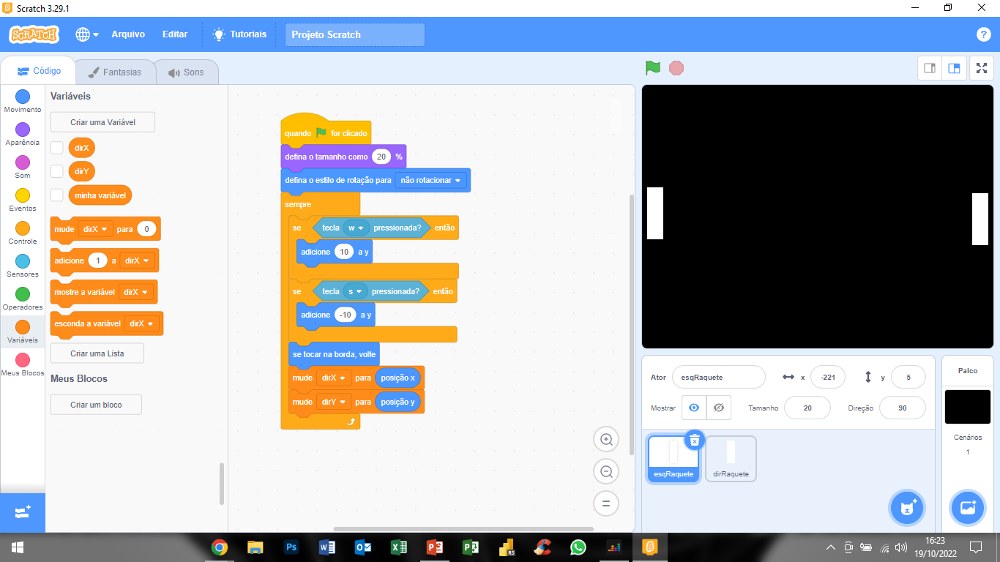 Scratch 3.29.1
SCRATCH
Arquivo
Editar
Tutoriais
Projeto Scratch
?
Código
Fantasias
Sons
Movimento
Aparência
Som
Eventos
Controle
Sensores
Operadores
Variáveis
Meus Blocos
Variáveis
Criar uma Variável
dirX
dirY
minha variável
mude dirX para 0
adicione 1 a dirX
mostre a variável dirX
esconda a variável dirX
Criar uma Lista
Meus Blocos
Criar um bloco
quando for clicado
defina o tamanho como 20 %
defina o estilo de rotação para não rotacionar
sempre
se tecla w pressionada? então
adicione 10 a y
se tecla s pressionada? então
adicione -10 a y
se tocar na borda, volte
mude dirX para posição x
mude dirY para posição y
Ator esqRaquete x -221 y 5
Mostrar Tamanho 20 Direção 90
esqRaquete
dirRaquete
Palco
Cenários
1
Ps
RS
16:23
19/10/2022